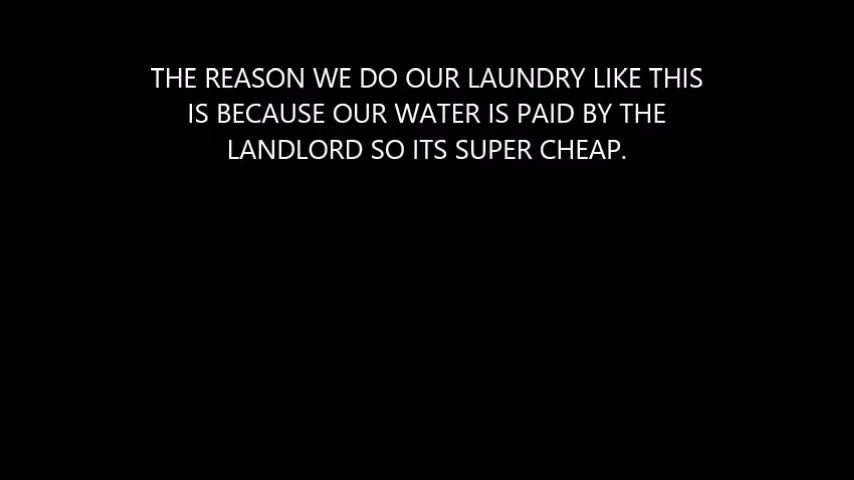 THE REASON WE DO OUR LAUNDRY LIKE THIS
IS BECAUSE OUR WATER IS PAID BY THE
LANDLORD SO ITS SUPER CHEAP.